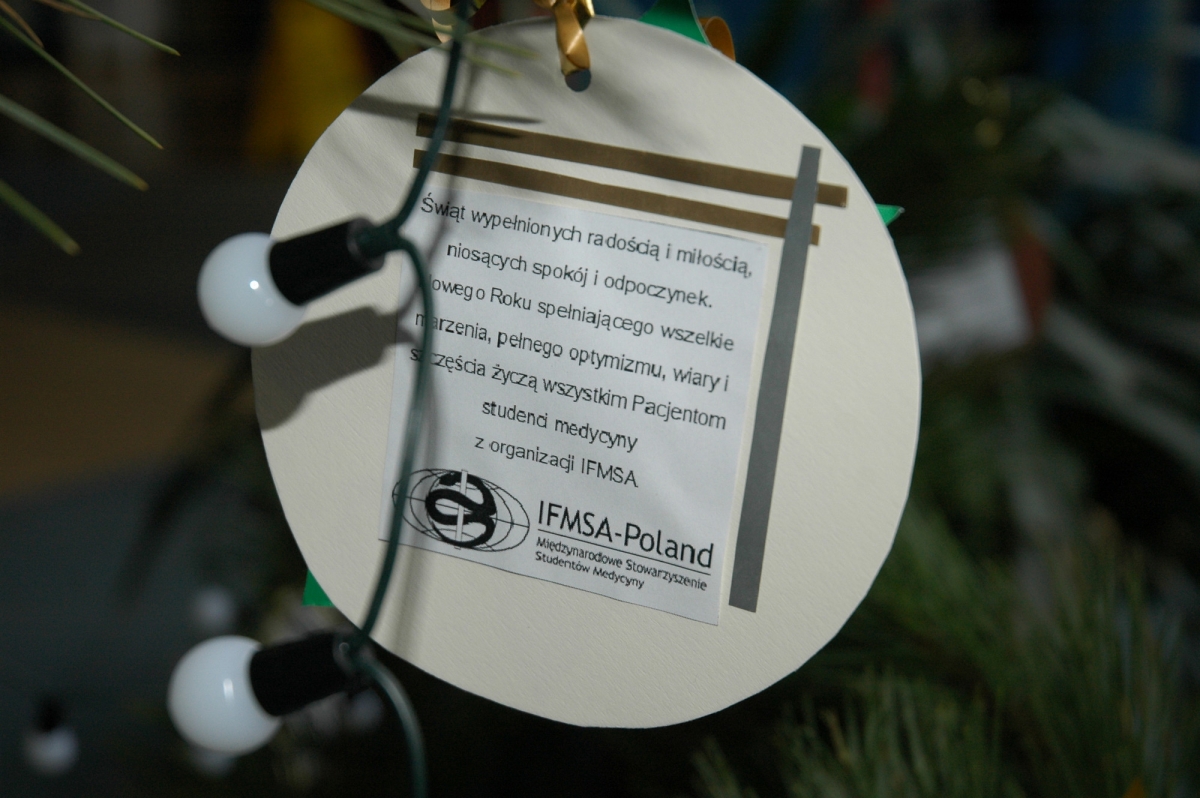 Świąt wypełnionych radością i miłością,
niosących spokój i odpoczynek.
owego Roku spełniającego wszelkie
marzenia, pełnego optymizmu, wiary i
szczęścia życzą wszystkim Pacjentom
studenci medycyny
z organizacji IFMSA
IFMSA-Poland
Międzynarodowe Stowarzyszenie
Studentów Medycyny